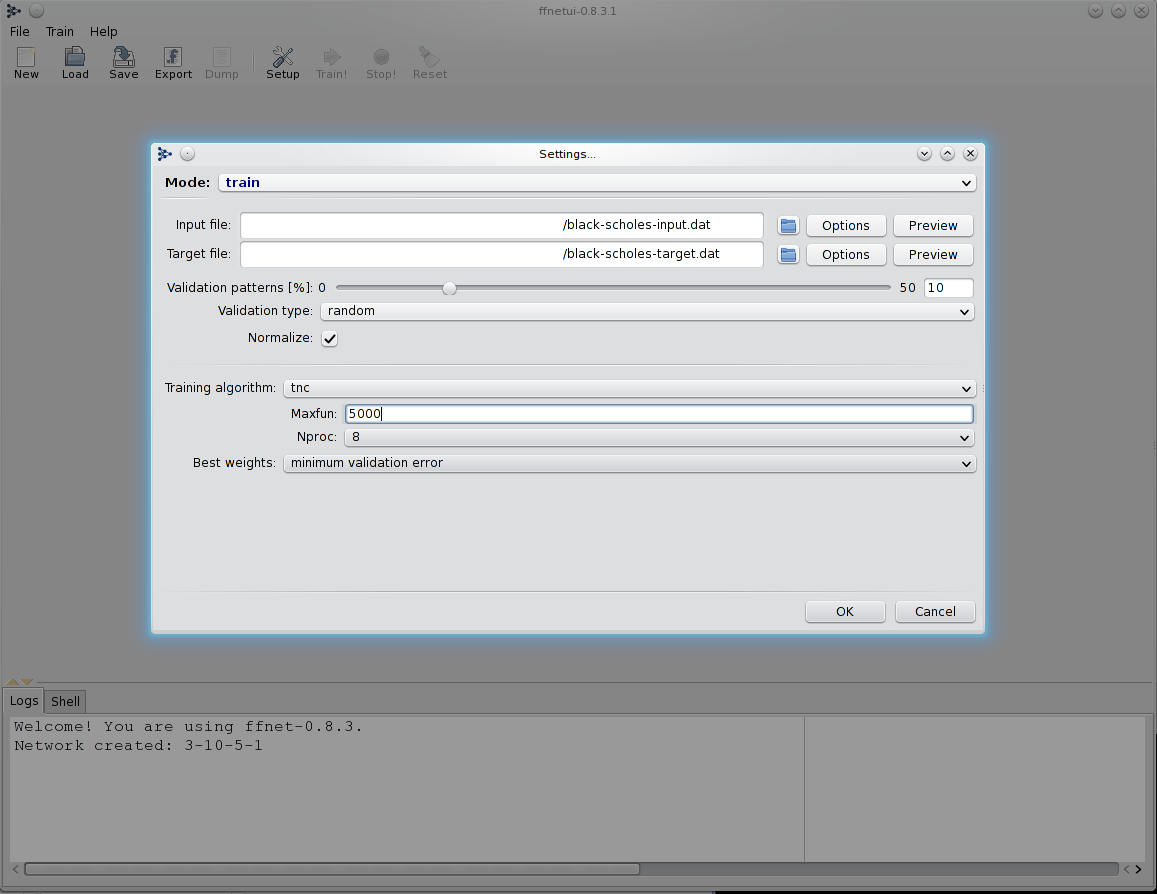 ffnetui-0.8.3.1
File Train Help
New Load Save Export Dump Setup Train! Stop! Reset
Settings...
Mode: train
Input file: /black-scholes-input.dat Options Preview
Target file: /black-scholes-target.dat Options Preview
Validation patterns [%]: 0 50 10
Validation type: random
Normalize:
Training algorithm: tnc
Maxfun: 5000
Nproc: 8
Best weights: minimum validation error
OK Cancel
Logs Shell
Welcome! You are using ffnet-0.8.3.
Network created: 3-10-5-1